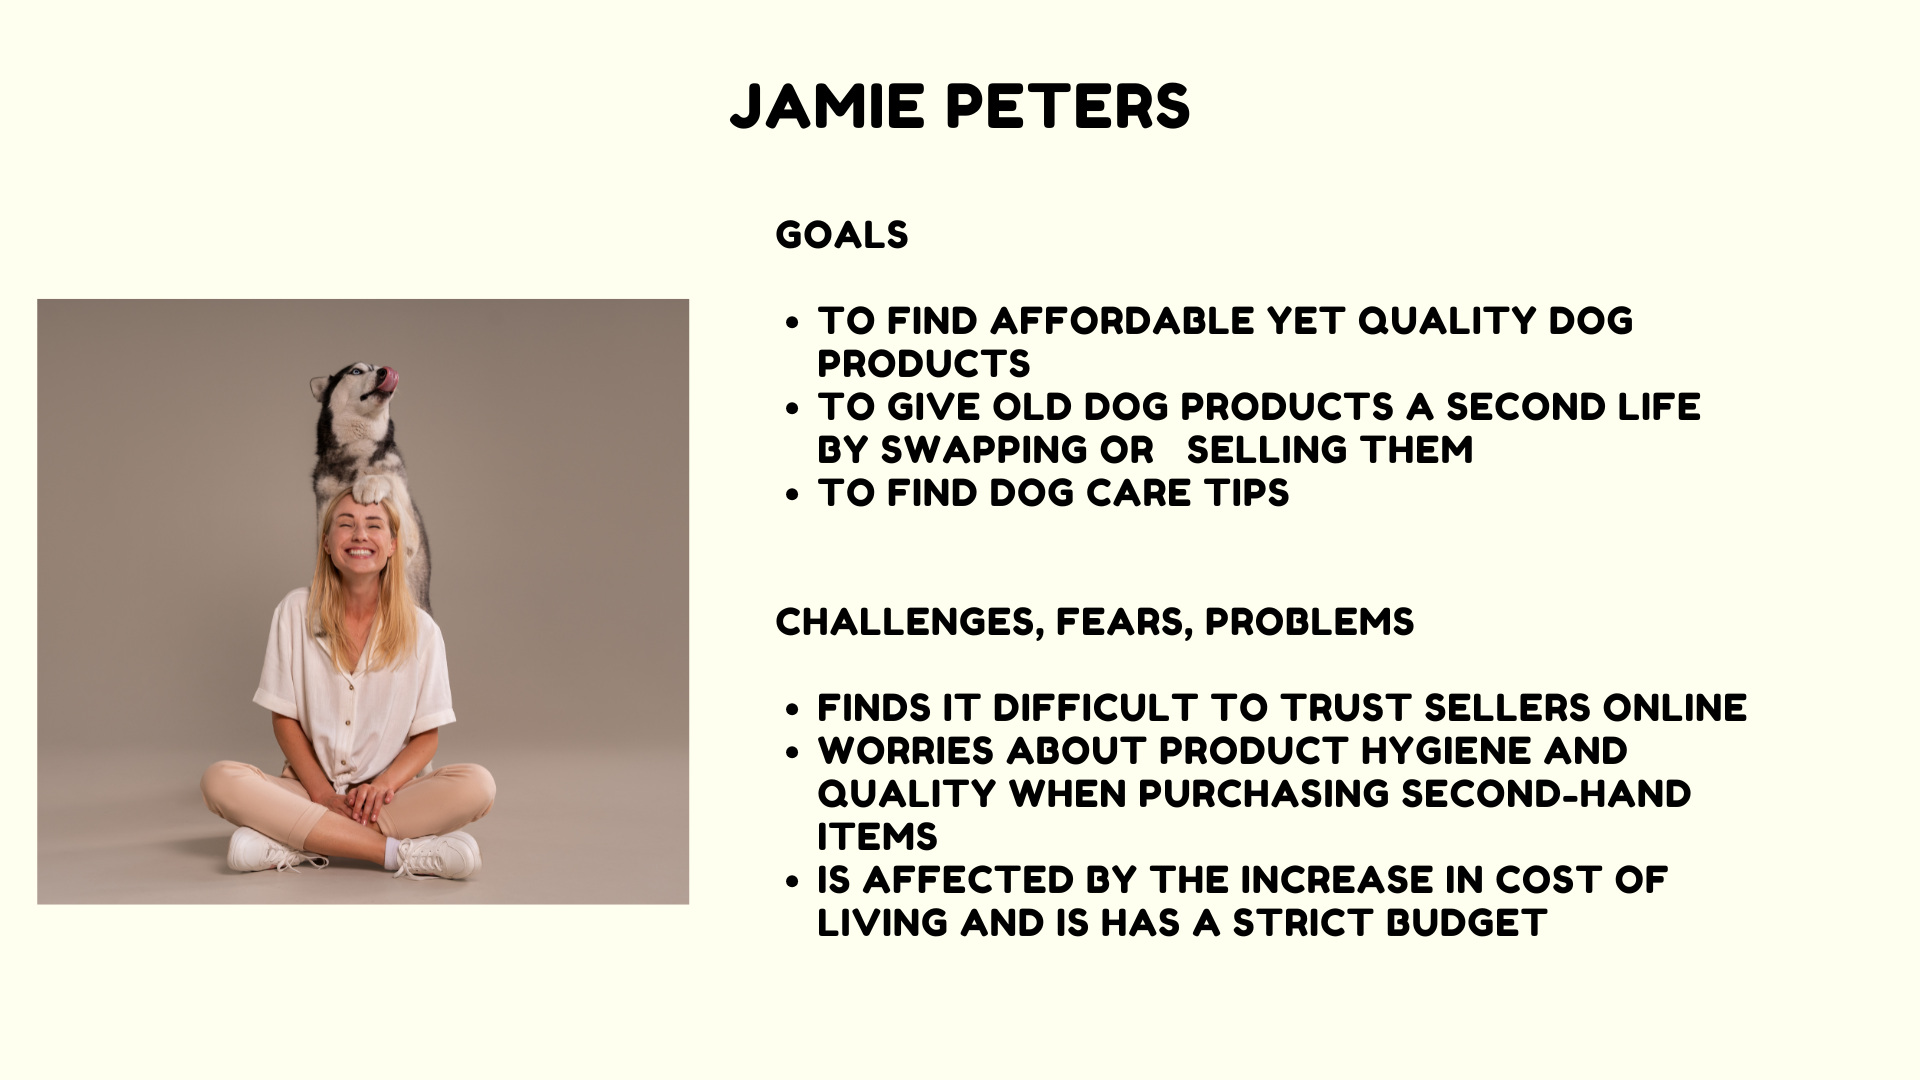 JAMIE PETERS
GOALS
• TO FIND AFFORDABLE YET QUALITY DOG
PRODUCTS
• TO GIVE OLD DOG PRODUCTS A SECOND LIFE
BY SWAPPING OR   SELLING THEM
• TO FIND DOG CARE TIPS
CHALLENGES, FEARS, PROBLEMS
• FINDS IT DIFFICULT TO TRUST SELLERS ONLINE
• WORRIES ABOUT PRODUCT HYGIENE AND
QUALITY WHEN PURCHASING SECOND-HAND
ITEMS
• IS AFFECTED BY THE INCREASE IN COST OF
LIVING AND IS HAS A STRICT BUDGET